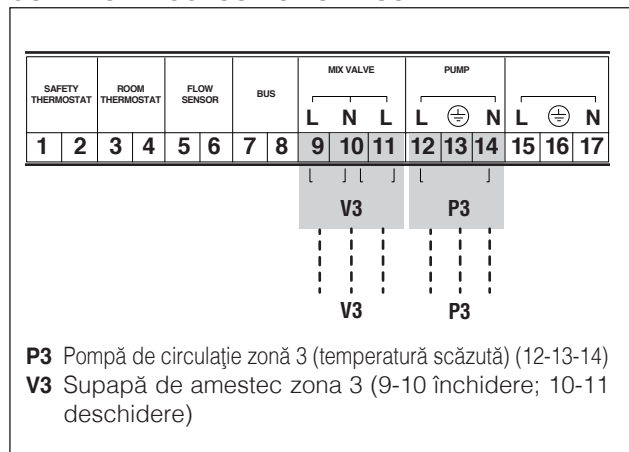 MIX VALVE PUMP
SAFETY THERMOSTAT ROOM THERMOSTAT FLOW SENSOR BUS
L N L L N L N
1 2 3 4 5 6 7 8 9 10 11 12 13 14 15 16 17
V3 P3
V3 P3
P3 Pompă de circulaţie zonă 3 (temperatură scăzută) (12-13-14)
V3 Supapă de amestec zona 3 (9-10 închidere; 10-11
deschidere)